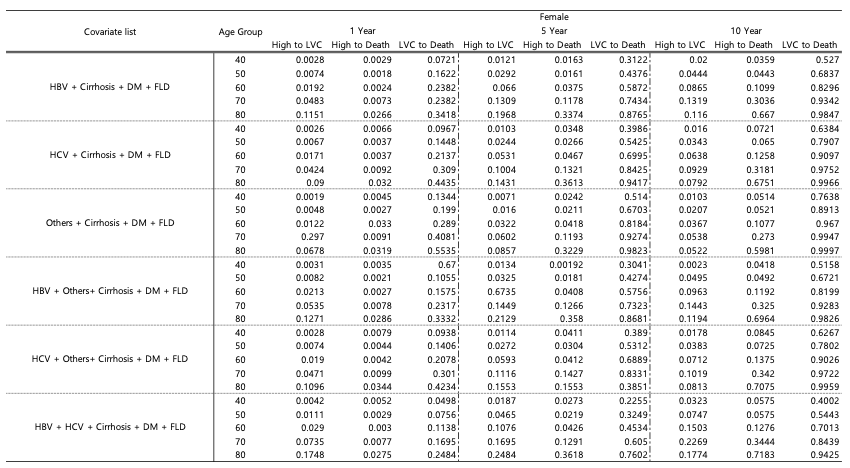 Female
Covariate list Age Group 1 Year 5 Year 10 Year
High to LVC High to Death LVC to Death High to LVC High to Death LVC to Death High to LVC High to Death LVC to Death
40 0.0028 0.0029 0.0721 0.0121 0.0163 0.3122 0.02 0.0359 0.527
50 0.0074 0.0018 0.1622 0.0292 0.0161 0.4376 0.0444 0.0443 0.6837
HBV + Cirrhosis + DM + FLD 60 0.0192 0.0024 0.2382 0.066 0.0375 0.5872 0.0865 0.1099 0.8296
70 0.0483 0.0073 0.2382 0.1309 0.1178 0.7434 0.1319 0.3036 0.9342
80 0.1151 0.0266 0.3418 0.1968 0.3374 0.8765 0.116 0.667 0.9847
40 0.0026 0.0066 0.0967 0.0103 0.0348 0.3986 0.016 0.0721 0.6384
50 0.0067 0.0037 0.1448 0.0244 0.0266 0.5425 0.0343 0.065 0.7907
HCV + Cirrhosis + DM + FLD 60 0.0171 0.0037 0.2137 0.0531 0.0467 0.6995 0.0638 0.1258 0.9097
70 0.0424 0.0092 0.309 0.1004 0.1321 0.8425 0.0929 0.3181 0.9752
80 0.09 0.032 0.4435 0.1431 0.3613 0.9417 0.0792 0.6751 0.9966
40 0.0019 0.0045 0.1344 0.0071 0.0242 0.514 0.0103 0.0514 0.7638
50 0.0048 0.0027 0.199 0.016 0.0211 0.6703 0.0207 0.0521 0.8913
Others + Cirrhosis + DM + FLD 60 0.0122 0.033 0.289 0.0322 0.0418 0.8184 0.0367 0.1077 0.967
70 0.297 0.0091 0.4081 0.0602 0.1193 0.9274 0.0538 0.273 0.9947
80 0.0678 0.0319 0.5535 0.0857 0.3229 0.9823 0.0522 0.5981 0.9997
40 0.0031 0.0035 0.67 0.0134 0.00192 0.3041 0.0023 0.0418 0.5158
50 0.0082 0.0021 0.1055 0.0325 0.0181 0.4274 0.0495 0.0492 0.6721
HBV + Others+ Cirrhosis + DM + FLD 60 0.0213 0.0027 0.1575 0.6735 0.0408 0.5756 0.0963 0.1192 0.8199
70 0.0535 0.0078 0.2317 0.1449 0.1266 0.7323 0.1443 0.325 0.9283
80 0.1271 0.0286 0.3332 0.2129 0.358 0.8681 0.1194 0.6964 0.9826
40 0.0028 0.0079 0.0938 0.0114 0.0411 0.389 0.0178 0.0845 0.6267
50 0.0074 0.0044 0.1406 0.0272 0.0304 0.5312 0.0383 0.0725 0.7802
HCV + Others+ Cirrhosis + DM + FLD 60 0.019 0.0042 0.2078 0.0593 0.0412 0.6889 0.0712 0.1375 0.9026
70 0.0471 0.0099 0.301 0.1116 0.1427 0.8331 0.1019 0.342 0.9722
80 0.1096 0.0344 0.4234 0.1553 0.1553 0.3851 0.0813 0.7075 0.9959
40 0.0042 0.0052 0.0498 0.0187 0.0273 0.2255 0.0323 0.0575 0.4002
50 0.0111 0.0029 0.0756 0.0465 0.0219 0.3249 0.0747 0.0575 0.5443
HBV + HCV + Cirrhosis + DM + FLD 60 0.029 0.003 0.1138 0.1076 0.0426 0.4534 0.1503 0.1276 0.7013
70 0.0735 0.0077 0.1695 0.1695 0.1291 0.605 0.2269 0.3444 0.8439
80 0.1748 0.0275 0.2484 0.2484 0.3618 0.7602 0.1774 0.7183 0.9425